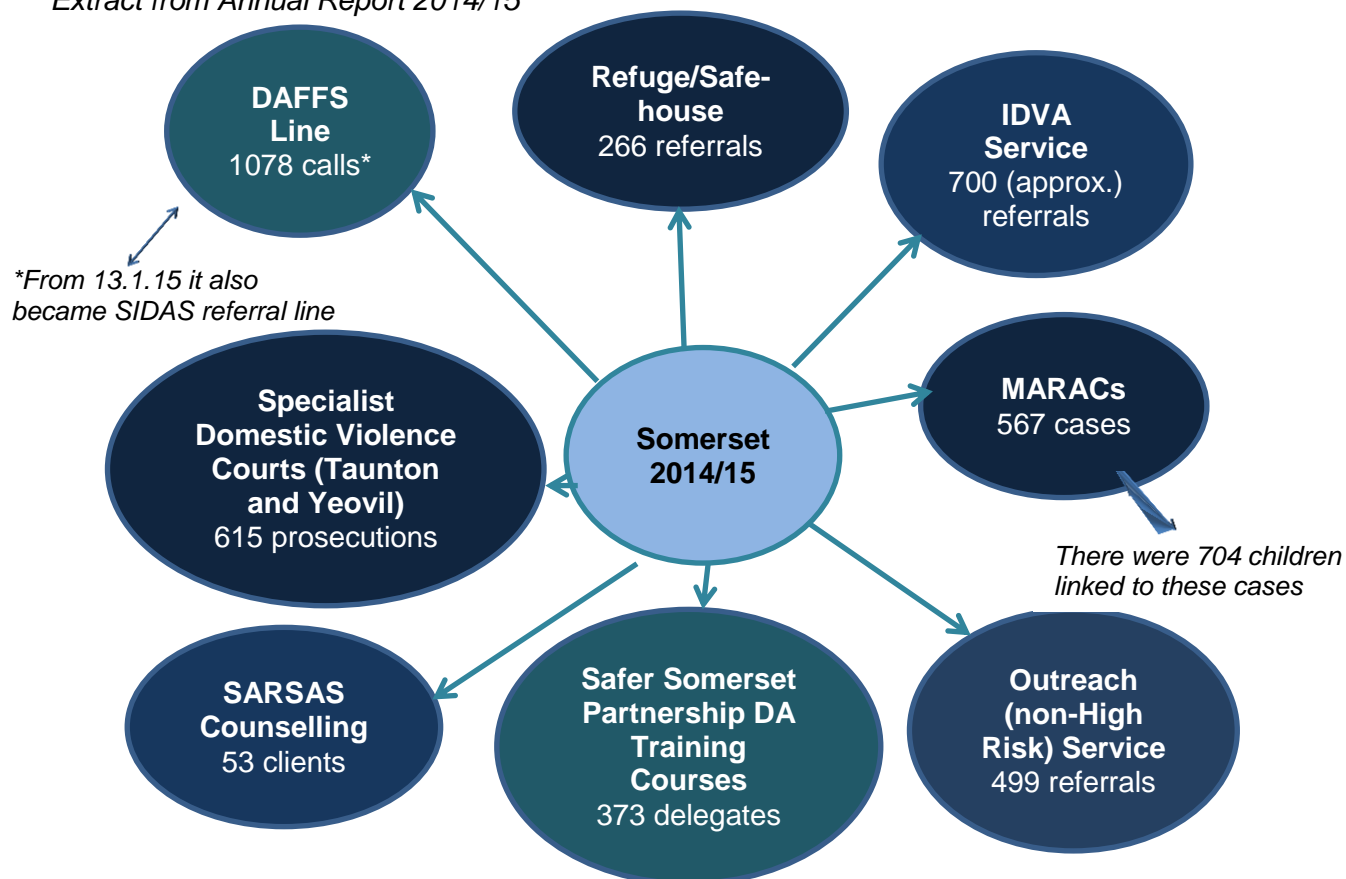 Extract from Annual Report 2014/15
DAFFS
Line
1078 calls*
Refuge/Safe-
house
266 referrals
IDVA
Service
700 (approx.)
referrals
*From 13.1.15 it also
became SIDAS referral line
Specialist
Domestic Violence
Courts (Taunton
and Yeovil)
615 prosecutions
Somerset
2014/15
MARACs
567 cases
There were 704 children
linked to these cases
SARSAS
Counselling
53 clients
Safer Somerset
Partnership DA
Training
Courses
373 delegates
Outreach
(non-High
Risk) Service
499 referrals